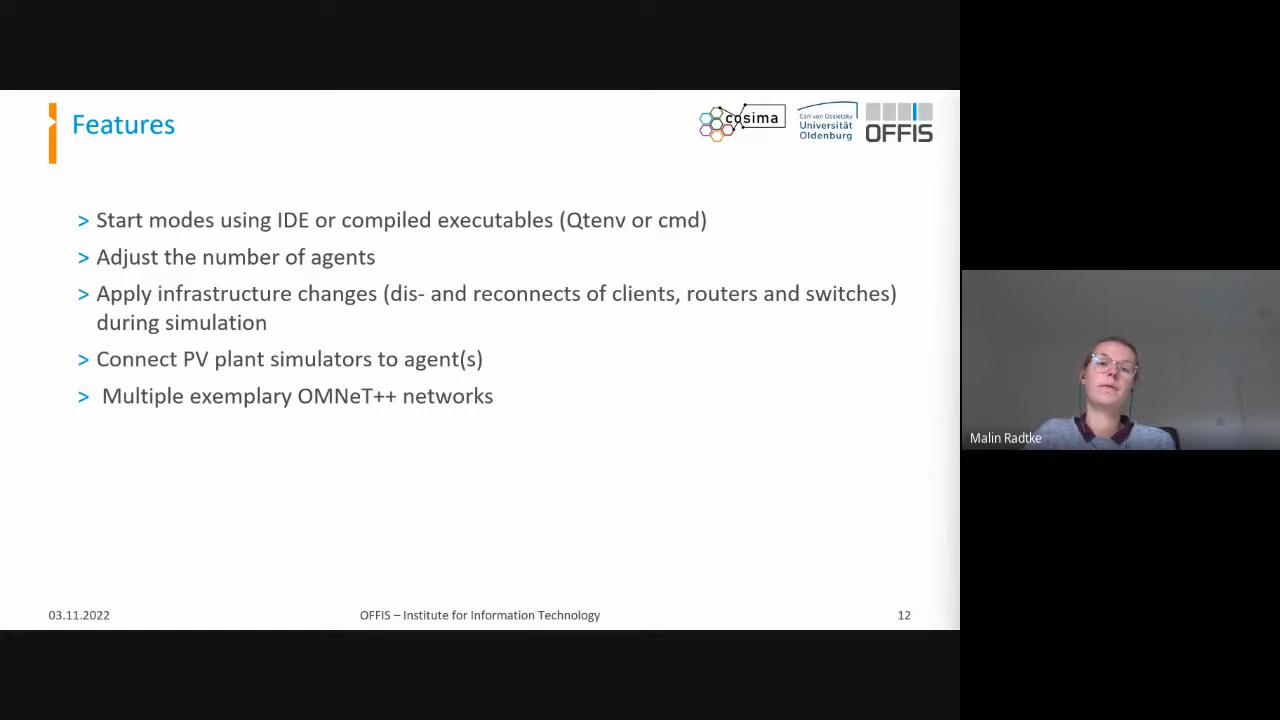 Features
cosima
Carl von Ossietzky
Universität
Oldenburg
OFFIS
> Start modes using IDE or compiled executables (Qtenv or cmd)
> Adjust the number of agents
> Apply infrastructure changes (dis- and reconnects of clients, routers and switches)
during simulation
> Connect PV plant simulators to agent(s)
> Multiple exemplary OMNeT++ networks
03.11.2022
OFFIS – Institute for Information Technology
12
Malin Radtke